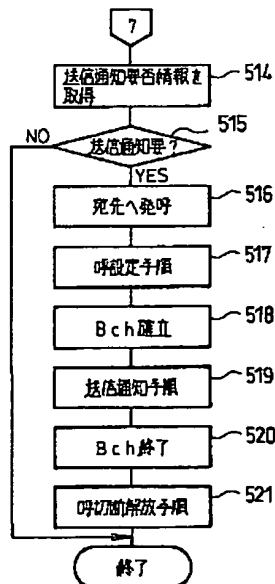 7
送信通知要否情報を
取得
514
515
送信通知要?
NO
YES
宛先へ発呼
516
呼設定手順
517
Bch確立
518
送信通知手順
519
Bch終了
520
呼切断解放手順
521
終了